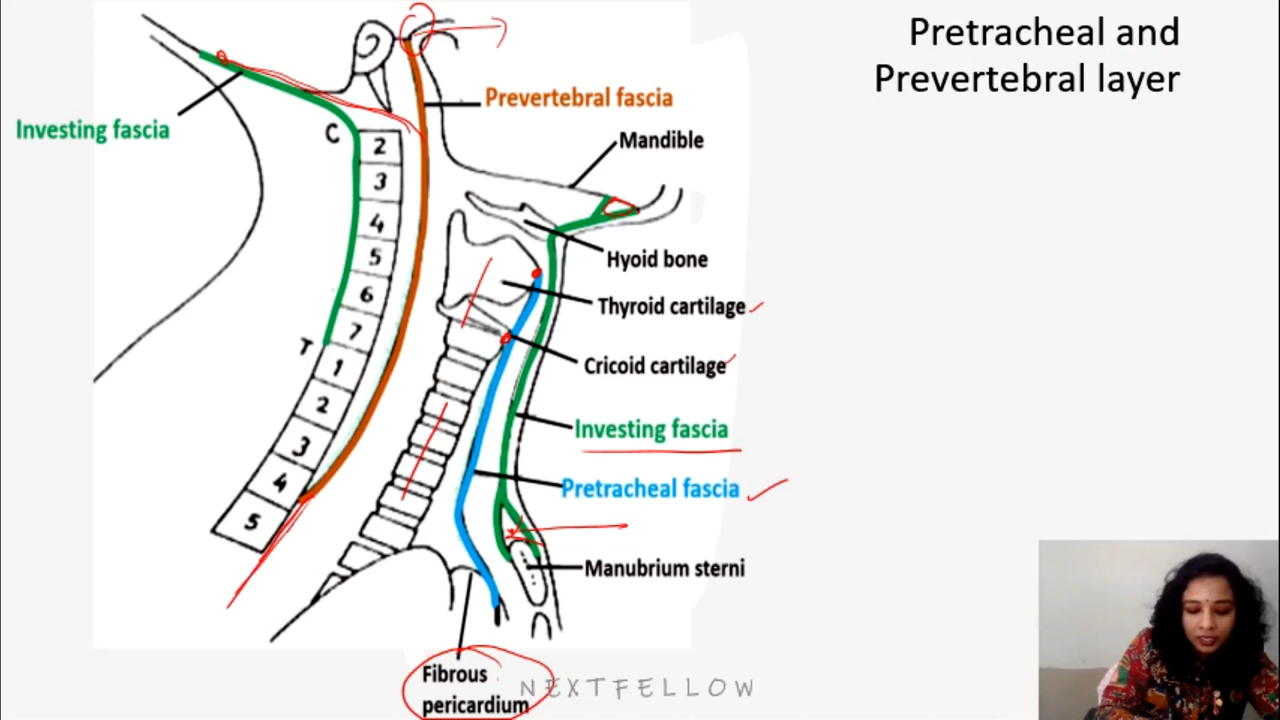 Pretracheal and
Prevertebral layer
Prevertebral fascia
Investing fascia
Mandible
C
2
3
4
5
6
7
T
1
2
3
4
5
Hyoid bone
Thyroid cartilage
Cricoid cartilage
Investing fascia
Pretracheal fascia
Manubrium sterni
Fibrous
pericardium
NEXTFELLOW